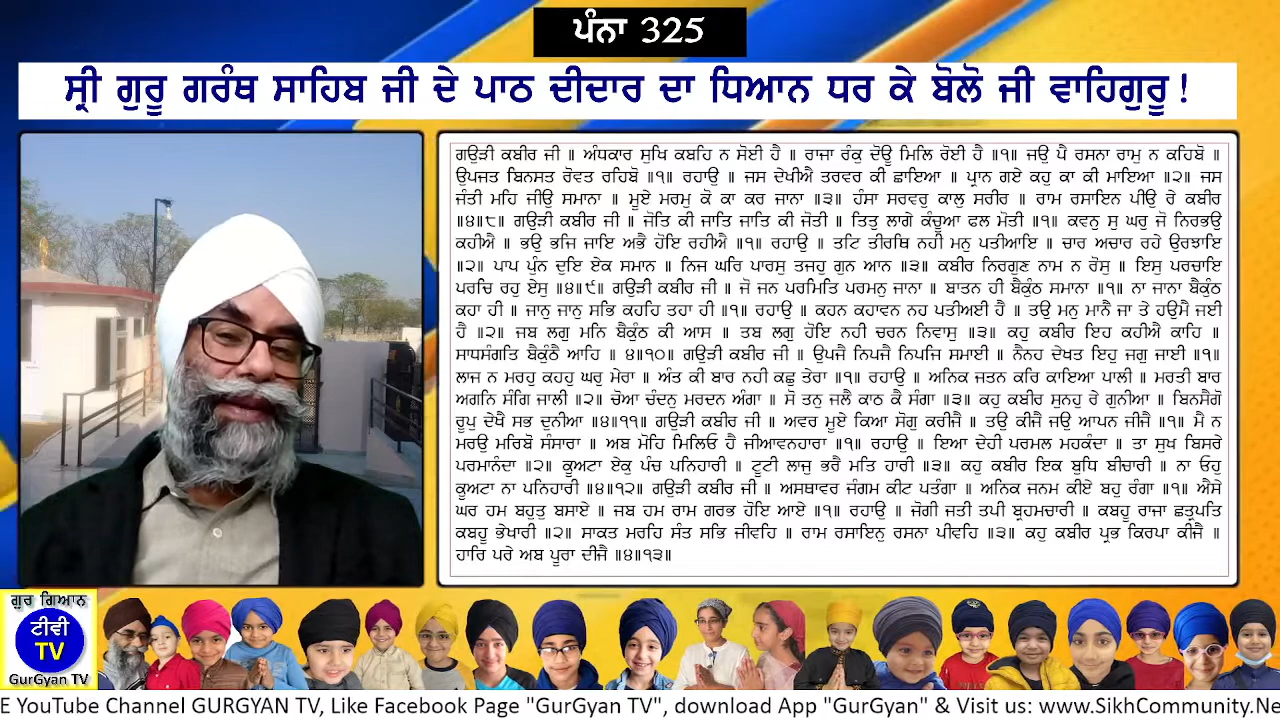 ਪੰਨਾ 325
ਸ੍ਰੀ ਗੁਰੂ ਗਰੰਥ ਸਾਹਿਬ ਜੀ ਦੇ ਪਾਠ ਦੀਦਾਰ ਦਾ ਧਿਆਨ ਧਰ ਕੇ ਬੋਲੋ ਜੀ ਵਾਹਿਗੁਰੂ!
ਗਉੜੀ ਕਬੀਰ ਜੀ ॥ ਅੰਧਕਾਰ ਸੁਖਿ ਕਬਹਿ ਨ ਸੋਈ ਹੈ ॥ ਰਾਜਾ ਰੰਕੁ ਦੋਊ ਮਿਲਿ ਰੋਈ ਹੈ ॥੧॥ ਜਉ ਪੈ ਰਸਨਾ ਰਾਮੁ ਨ ਕਹਿਬੋ ॥
ਉਪਜਤ ਬਿਨਸਤ ਰੋਵਤ ਰਹਿਬੋ ॥੧॥ ਰਹਾਉ ॥ ਜਸ ਦੇਖੀਐ ਤਰਵਰ ਕੀ ਛਾਇਆ ॥ ਪ੍ਰਾਨ ਗਏ ਕਹੁ ਕਾ ਕੀ ਮਾਇਆ ॥੨॥ ਜਸ
ਜੰਤੀ ਮਹਿ ਜੀਉ ਸਮਾਨਾ ॥ ਮੂਏ ਮਰਮੁ ਕੋ ਕਾ ਕਰ ਜਾਨਾ ॥੩॥ ਹੰਸਾ ਸਰਵਰੁ ਕਾਲੁ ਸਰੀਰ ॥ ਰਾਮ ਰਸਾਇਨ ਪੀਉ ਰੇ ਕਬੀਰ
॥੪॥੮॥ ਗਉੜੀ ਕਬੀਰ ਜੀ ॥ ਜੋਤਿ ਕੀ ਜਾਤਿ ਜਾਤਿ ਕੀ ਜੋਤੀ ॥ ਤਿਤੁ ਲਾਗੇ ਕੰਚੂਆ ਫਲ ਮੋਤੀ ॥੧॥ ਕਵਨੁ ਸੁ ਘਰੁ ਜੋ ਨਿਰਭਉ
ਕਹੀਐ ॥ ਭਉ ਭਜਿ ਜਾਇ ਅਭੈ ਹੋਇ ਰਹੀਐ ॥੧॥ ਰਹਾਉ ॥ ਤਟਿ ਤੀਰਥਿ ਨਹੀ ਮਨੁ ਪਤੀਆਇ ॥ ਚਾਰ ਅਚਾਰ ਰਹੇ ਉਰਝਾਇ
॥੨॥ ਪਾਪ ਪੁੰਨ ਦੁਇ ਏਕ ਸਮਾਨ ॥ ਨਿਜ ਘਰਿ ਪਾਰਸੁ ਤਜਹੁ ਗੁਨ ਆਨ ॥੩॥ ਕਬੀਰ ਨਿਰਗੁਣ ਨਾਮ ਨ ਰੋਸੁ ॥ ਇਸੁ ਪਰਚਾਇ
ਪਰਚਿ ਰਹੁ ਏਸੁ ॥੪॥੯॥ ਗਉੜੀ ਕਬੀਰ ਜੀ ॥ ਜੋ ਜਨ ਪਰਮਿਤਿ ਪਰਮਨੁ ਜਾਨਾ ॥ ਬਾਤਨ ਹੀ ਬੈਕੁੰਠ ਸਮਾਨਾ ॥੧॥ ਨਾ ਜਾਨਾ ਬੈਕੁੰਠ
ਕਹਾ ਹੀ ॥ ਜਾਨੁ ਜਾਨੁ ਸਭਿ ਕਹਹਿ ਤਹਾ ਹੀ ॥੧॥ ਰਹਾਉ ॥ ਕਹਨ ਕਹਾਵਨ ਨਹ ਪਤੀਅਈ ਹੈ ॥ ਤਉ ਮਨੁ ਮਾਨੈ ਜਾ ਤੇ ਹਉਮੈ ਜਈ
ਹੈ ॥੨॥ ਜਬ ਲਗੁ ਮਨਿ ਬੈਕੁੰਠ ਕੀ ਆਸ ॥ ਤਬ ਲਗੁ ਹੋਇ ਨਹੀ ਚਰਨ ਨਿਵਾਸੁ ॥੩॥ ਕਹੁ ਕਬੀਰ ਇਹ ਕਹੀਐ ਕਾਹਿ ॥
ਸਾਧਸੰਗਤਿ ਬੈਕੁੰਠੈ ਆਹਿ ॥ ੪॥੧੦॥ ਗਉੜੀ ਕਬੀਰ ਜੀ ॥ ਉਪਜੈ ਨਿਪਜੈ ਨਿਪਜਿ ਸਮਾਈ ॥ ਨੈਨਹ ਦੇਖਤ ਇਹੁ ਜਗੁ ਜਾਈ ॥੧॥
ਲਾਜ ਨ ਮਰਹੁ ਕਹਹੁ ਘਰੁ ਮੇਰਾ ॥ ਅੰਤ ਕੀ ਬਾਰ ਨਹੀ ਕਛੁ ਤੇਰਾ ॥੧॥ ਰਹਾਉ ॥ ਅਨਿਕ ਜਤਨ ਕਰਿ ਕਾਇਆ ਪਾਲੀ ॥ ਮਰਤੀ ਬਾਰ
ਅਗਨਿ ਸੰਗਿ ਜਾਲੀ ॥੨॥ ਚੋਆ ਚੰਦਨੁ ਮਰਦਨ ਅੰਗਾ ॥ ਸੋ ਤਨੁ ਜਲੈ ਕਾਠ ਕੈ ਸੰਗਾ ॥੩॥ ਕਹੁ ਕਬੀਰ ਸੁਨਹੁ ਰੇ ਗੁਨੀਆ ॥ ਬਿਨਸੈਗੋ
ਰੂਪੁ ਦੇਖੈ ਸਭ ਦੁਨੀਆ ॥੪॥੧੧॥ ਗਉੜੀ ਕਬੀਰ ਜੀ ॥ ਅਵਰ ਮੂਏ ਕਿਆ ਸੋਗੁ ਕਰੀਜੈ ॥ ਤਉ ਕੀਜੈ ਜਉ ਆਪਨ ਜੀਜੈ ॥੧॥ ਮੈ ਨ
ਮਰਉ ਮਰਿਬੋ ਸੰਸਾਰਾ ॥ ਅਬ ਮੋਹਿ ਮਿਲਿਓ ਹੈ ਜੀਆਵਨਹਾਰਾ ॥੧॥ ਰਹਾਉ ॥ ਇਆ ਦੇਹੀ ਪਰਮਲ ਮਹਕੰਦਾ ॥ ਤਾ ਸੁਖ ਬਿਸਰੇ
ਪਰਮਾਨੰਦਾ ॥੨॥ ਕੂਅਟਾ ਏਕੁ ਪੰਚ ਪਨਿਹਾਰੀ ॥ ਟੂਟੀ ਲਾਜੁ ਭਰੈ ਮਤਿ ਹਾਰੀ ॥੩॥ ਕਹੁ ਕਬੀਰ ਇਕ ਬੁਧਿ ਬੀਚਾਰੀ ॥ ਨਾ ਓਹੁ
ਕੂਅਟਾ ਨਾ ਪਨਿਹਾਰੀ ॥੪॥੧੨॥ ਗਉੜੀ ਕਬੀਰ ਜੀ ॥ ਅਸਥਾਵਰ ਜੰਗਮ ਕੀਟ ਪਤੰਗਾ ॥ ਅਨਿਕ ਜਨਮ ਕੀਏ ਬਹੁ ਰੰਗਾ ॥੧॥ ਐਸੇ
ਘਰ ਹਮ ਬਹੁਤੁ ਬਸਾਏ ॥ ਜਬ ਹਮ ਰਾਮ ਗਰਭ ਹੋਇ ਆਏ ॥੧॥ ਰਹਾਉ ॥ ਜੋਗੀ ਜਤੀ ਤਪੀ ਬ੍ਰਹਮਚਾਰੀ ॥ ਕਬਹੂ ਰਾਜਾ ਛਤ੍ਰਪਤਿ
ਕਬਹੂ ਭੇਖਾਰੀ ॥੨॥ ਸਾਕਤ ਮਰਹਿ ਸੰਤ ਸਭਿ ਜੀਵਹਿ ॥ ਰਾਮ ਰਸਾਇਨੁ ਰਸਨਾ ਪੀਵਹਿ ॥੩॥ ਕਹੁ ਕਬੀਰ ਪ੍ਰਭ ਕਿਰਪਾ ਕੀਜੈ ॥
ਹਾਰਿ ਪਰੇ ਅਬ ਪੂਰਾ ਦੀਜੈ ॥੪॥੧੩॥
ਗੁਰ ਗਿਆਨ
ਟੀਵੀ
TV
GurGyan TV
E YouTube Channel GURGYAN TV, Like Facebook Page "GurGyan TV", download App "GurGyan" & Visit us: www.SikhCommunity.Ne